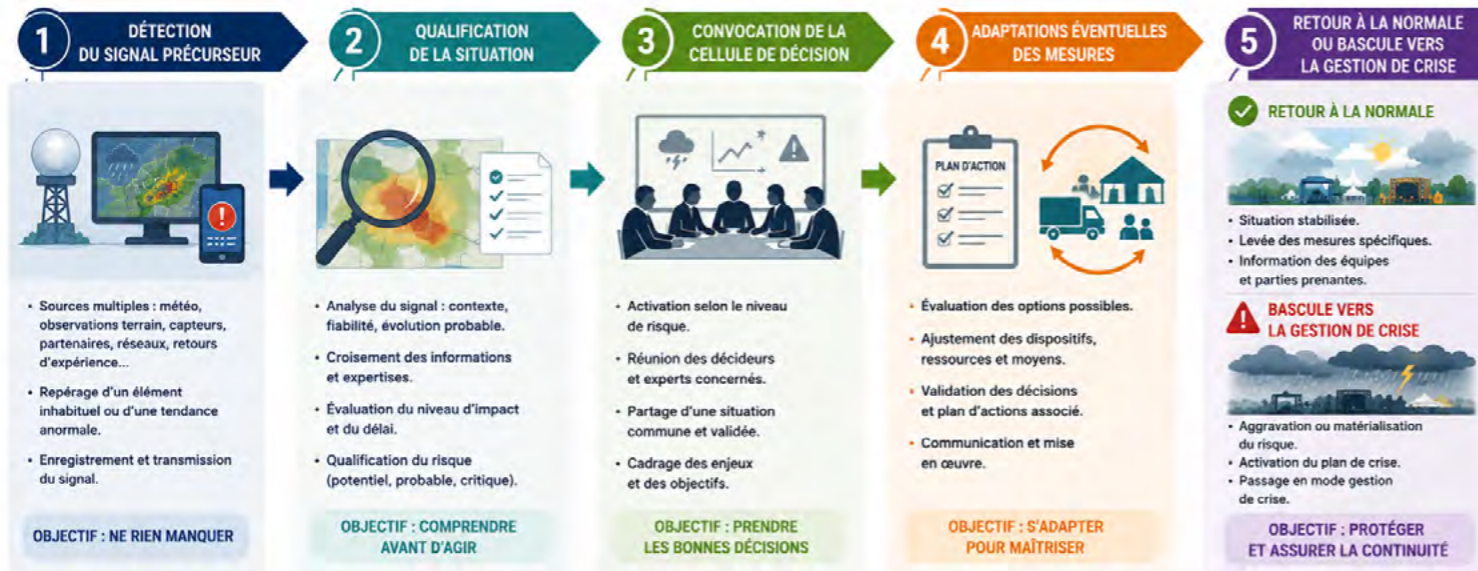 1
DÉTECTION
DU SIGNAL PRÉCURSEUR
• Sources multiples : météo,
observations terrain, capteurs,
partenaires, réseaux, retours
d'expérience...
• Repérage d'un élément
inhabituel ou d'une tendance
anormale.
• Enregistrement et transmission
du signal.
OBJECTIF : NE RIEN MANQUER
2
QUALIFICATION
DE LA SITUATION
• Analyse du signal : contexte,
fiabilité, évolution probable.
• Croisement des informations
et expertises.
• Évaluation du niveau d'impact
et du délai.
• Qualification du risque
(potentiel, probable, critique).
OBJECTIF : COMPRENDRE
AVANT D'AGIR
3
CONVOCATION DE LA
CELLULE DE DÉCISION
• Activation selon le niveau
de risque.
• Réunion des décideurs
et experts concernés.
• Partage d'une situation
commune et validée.
• Cadrage des enjeux
et des objectifs.
OBJECTIF : PRENDRE
LES BONNES DÉCISIONS
4
ADAPTATIONS ÉVENTUELLES
DES MESURES
PLAN D'ACTION
• Évaluation des options possibles.
• Ajustement des dispositifs,
ressources et moyens.
• Validation des décisions
et plan d'actions associé.
• Communication et mise
en œuvre.
OBJECTIF : S'ADAPTER
POUR MAÎTRISER
5
RETOUR À LA NORMALE
OU BASCULE VERS
LA GESTION DE CRISE
RETOUR À LA NORMALE
• Situation stabilisée.
• Levée des mesures spécifiques.
• Information des équipes
et parties prenantes.
BASCULE VERS
LA GESTION DE CRISE
• Aggravation ou matérialisation
du risque.
• Activation du plan de crise.
• Passage en mode gestion
de crise.
OBJECTIF : PROTÉGER
ET ASSURER LA CONTINUITÉ